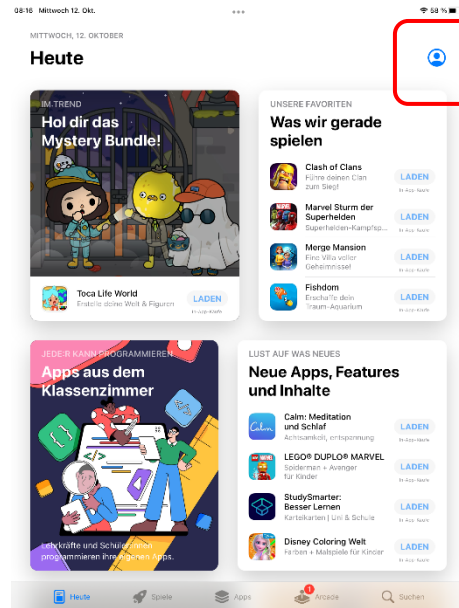 08:16 Mittwoch 12. Okt.
58 %
MITTWOCH, 12. OKTOBER
Heute
IM TREND
Hol dir das
Mystery Bundle!
Toca Life World
Erstelle deine Welt & Figuren
LADEN
In-App-Käufe
UNSERE FAVORITEN
Was wir gerade
spielen
Clash of Clans
Führe deinen Clan
zum Sieg!
LADEN
In-App-Käufe
Marvel Sturm der
Superhelden
Superhelden-Kampfsp...
LADEN
In-App-Käufe
Merge Mansion
Eine Villa voller
Geheimnisse!
LADEN
In-App-Käufe
Fishdom
Erschaffe dein
Traum-Aquarium
LADEN
In-App-Käufe
JEDE:R KANN PROGRAMMIEREN
Apps aus dem
Klassenzimmer
Lehrkräfte und Schüler:innen
programmieren ihre eigenen Apps.
LUST AUF WAS NEUES
Neue Apps, Features
und Inhalte
Calm
Calm: Meditation
und Schlaf
Achtsamkeit, entspannung
LADEN
In-App-Käufe
LEGO® DUPLO® MARVEL
Spiderman + Avenger
für Kinder
LADEN
In-App-Käufe
StudySmarter:
Besser Lernen
Karteikarten | Uni & Schule
LADEN
In-App-Käufe
Disney Coloring Welt
Farben + Malspiele für Kinder
LADEN
In-App-Käufe
Heute
Spiele
Apps
1
Arcade
Suchen